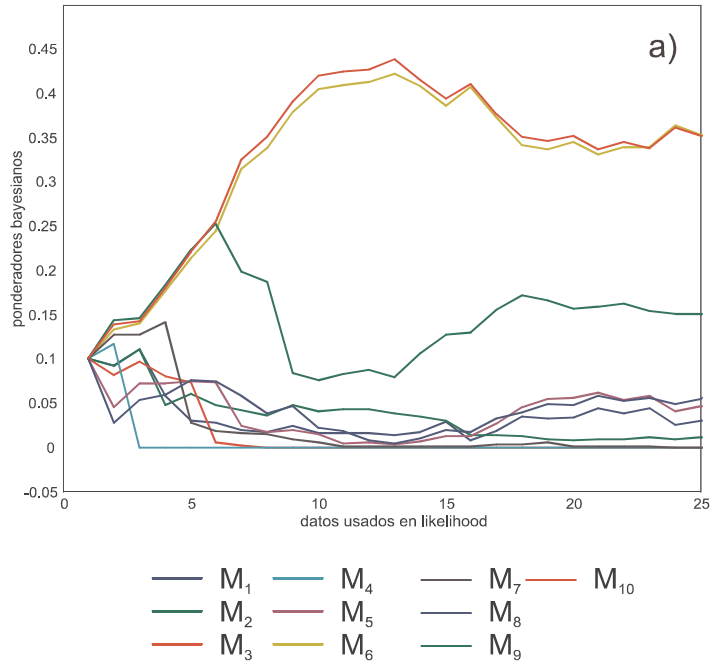 a)
0.45
0.4
0.35
0.3
0.25
0.2
0.15
0.1
0.05
0
-0.05
ponderadores bayesianos
0 5 10 15 20 25
datos usados en likelihood
M1 M4 M7 M10
M2 M5 M8
M3 M6 M9